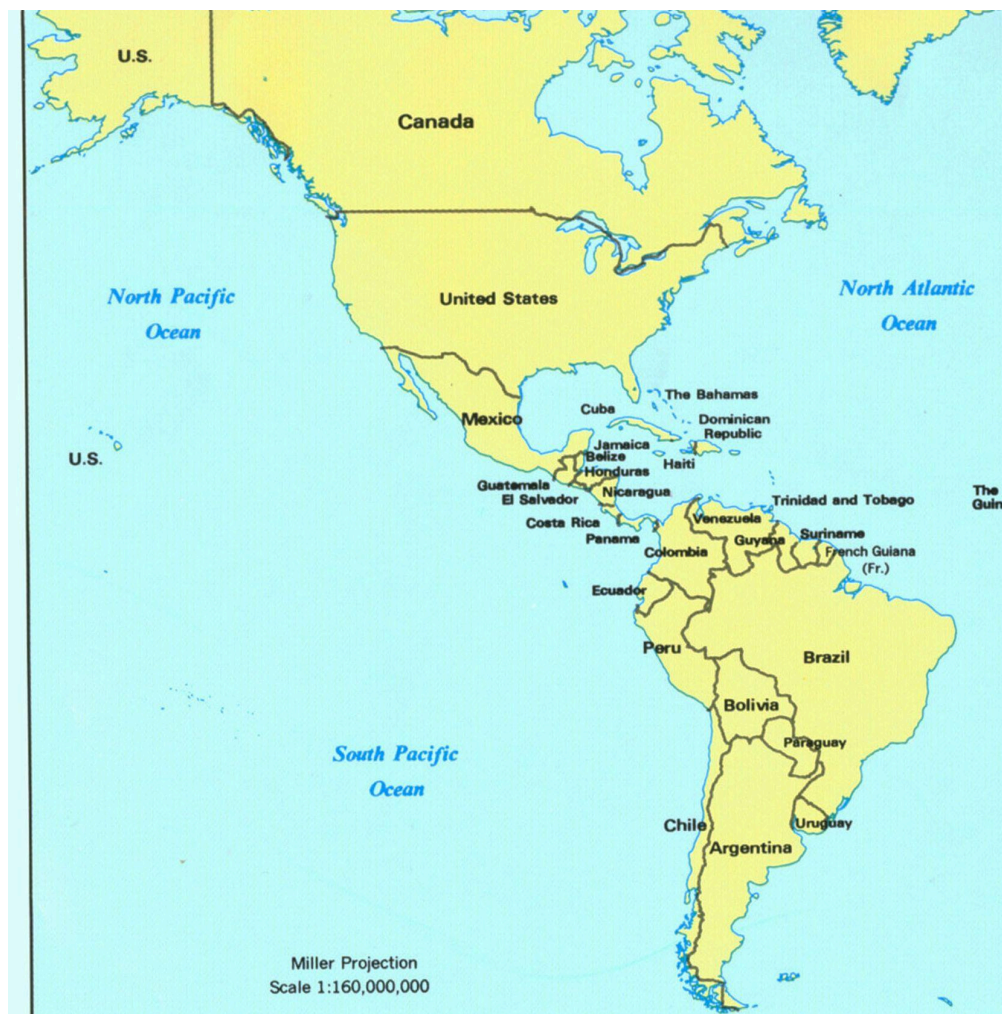 U.S.
Canada
North Pacific
Ocean
United States
North Atlantic
Ocean
Mexico
Cuba
The Bahamas
Dominican
Republic
Jamaica
Belize
Haiti
Honduras
Guatemala
El Salvador
Nicaragua
U.S.
Costa Rica
Panama
Trinidad and Tobago
The
Venezuela
Guyana
Suriname
French Guiana
(Fr.)
Colombia
Ecuador
Peru
Brazil
Bolivia
Paraguay
South Pacific
Ocean
Chile
Uruguay
Argentina
Miller Projection
Scale 1:160,000,000